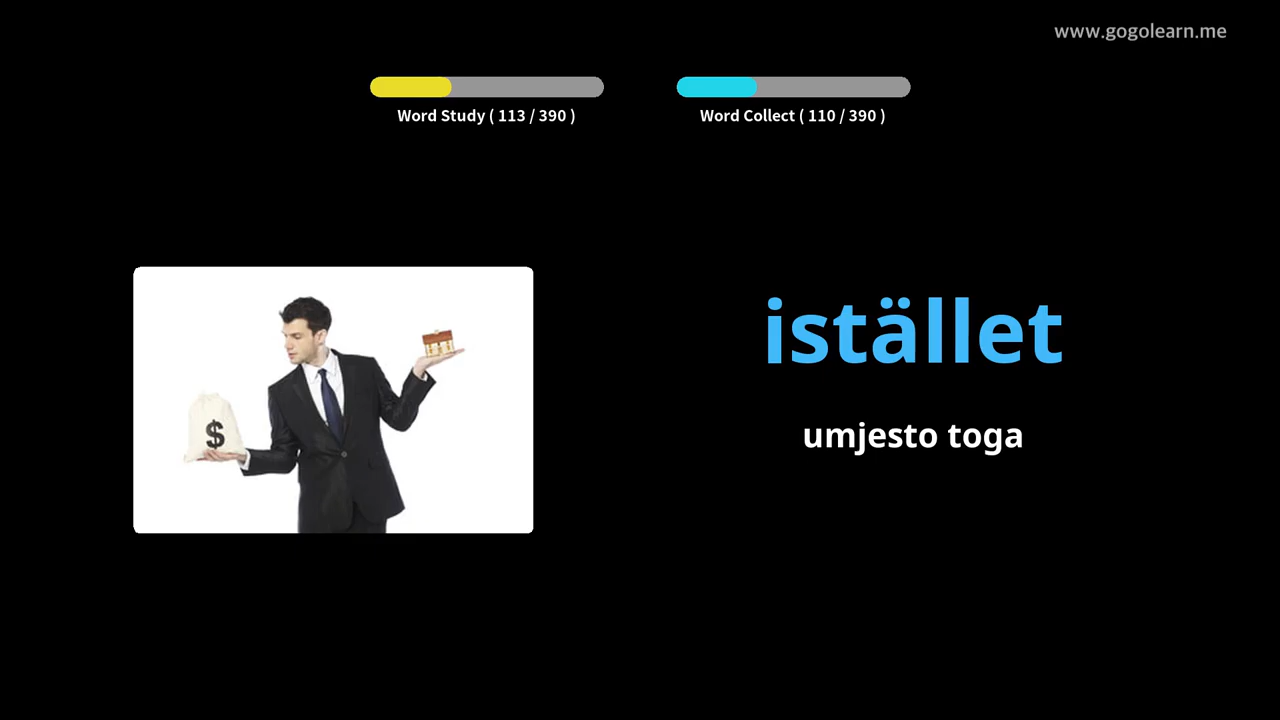 www.gogolearn.me
Word Study ( 113 / 390 )
Word Collect ( 110 / 390 )
$
istället
umjesto toga